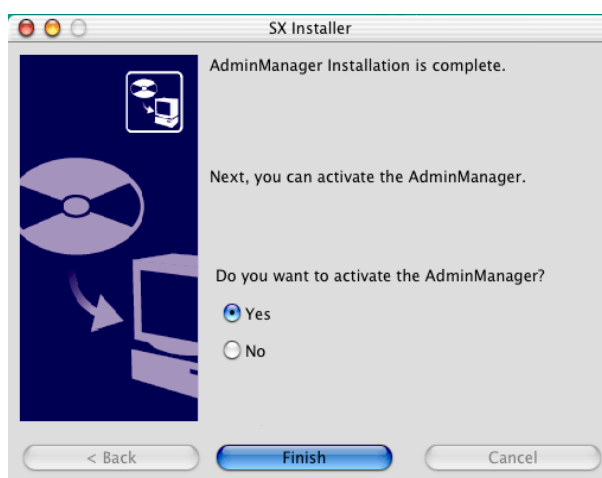 SX Installer
AdminManager Installation is complete.
Next, you can activate the AdminManager.
Do you want to activate the AdminManager?
Yes
No
< Back
Finish
Cancel